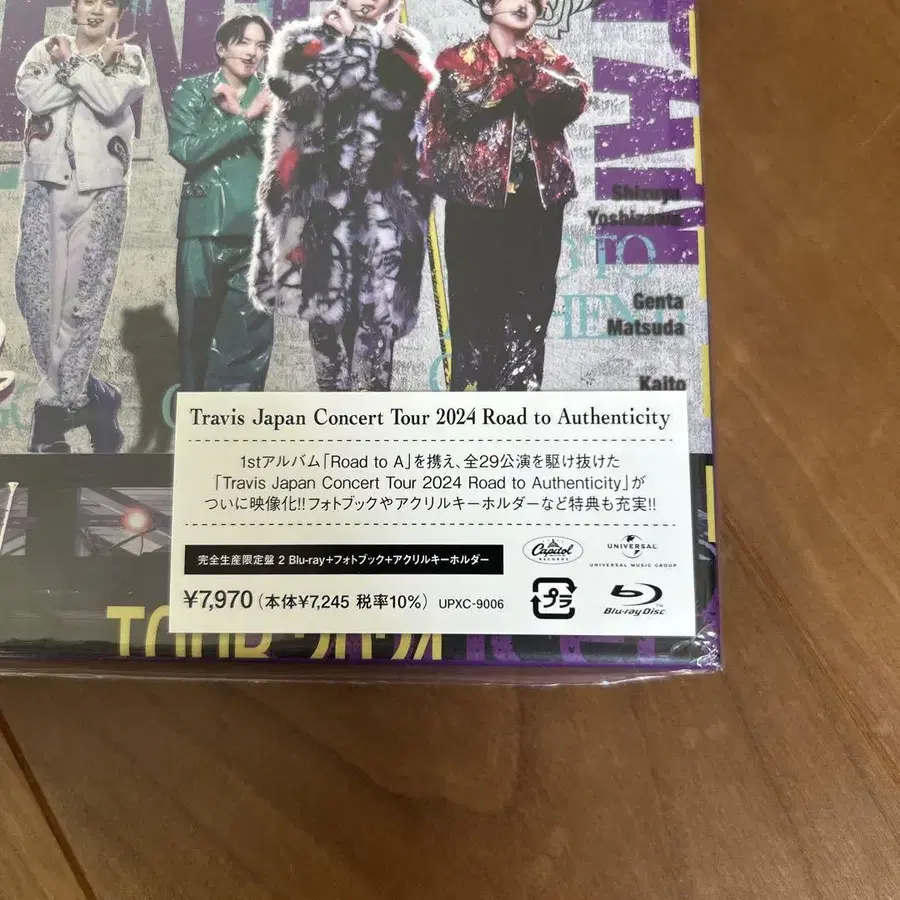 Shizuya
Yoshizawa
Genta
Matsuda
Kaito
Travis Japan Concert Tour 2024 Road to Authenticity
1stアルバム「Road to A」を携え、全29公演を駆け抜けた
「Travis Japan Concert Tour 2024 Road to Authenticity」が
ついに映像化!!フォトブックやアクリルキーホルダーなど特典も充実!!
完全生産限定盤 2 Blu-ray+フォトブック+アクリルキーホルダー
Capitol
RECORDS
UNIVERSAL
UNIVERSAL MUSIC GROUP
¥7,970(本体¥7,245 税率10%) UPXC-9006
プラ
Blu-ray Disc
TOUR 2024